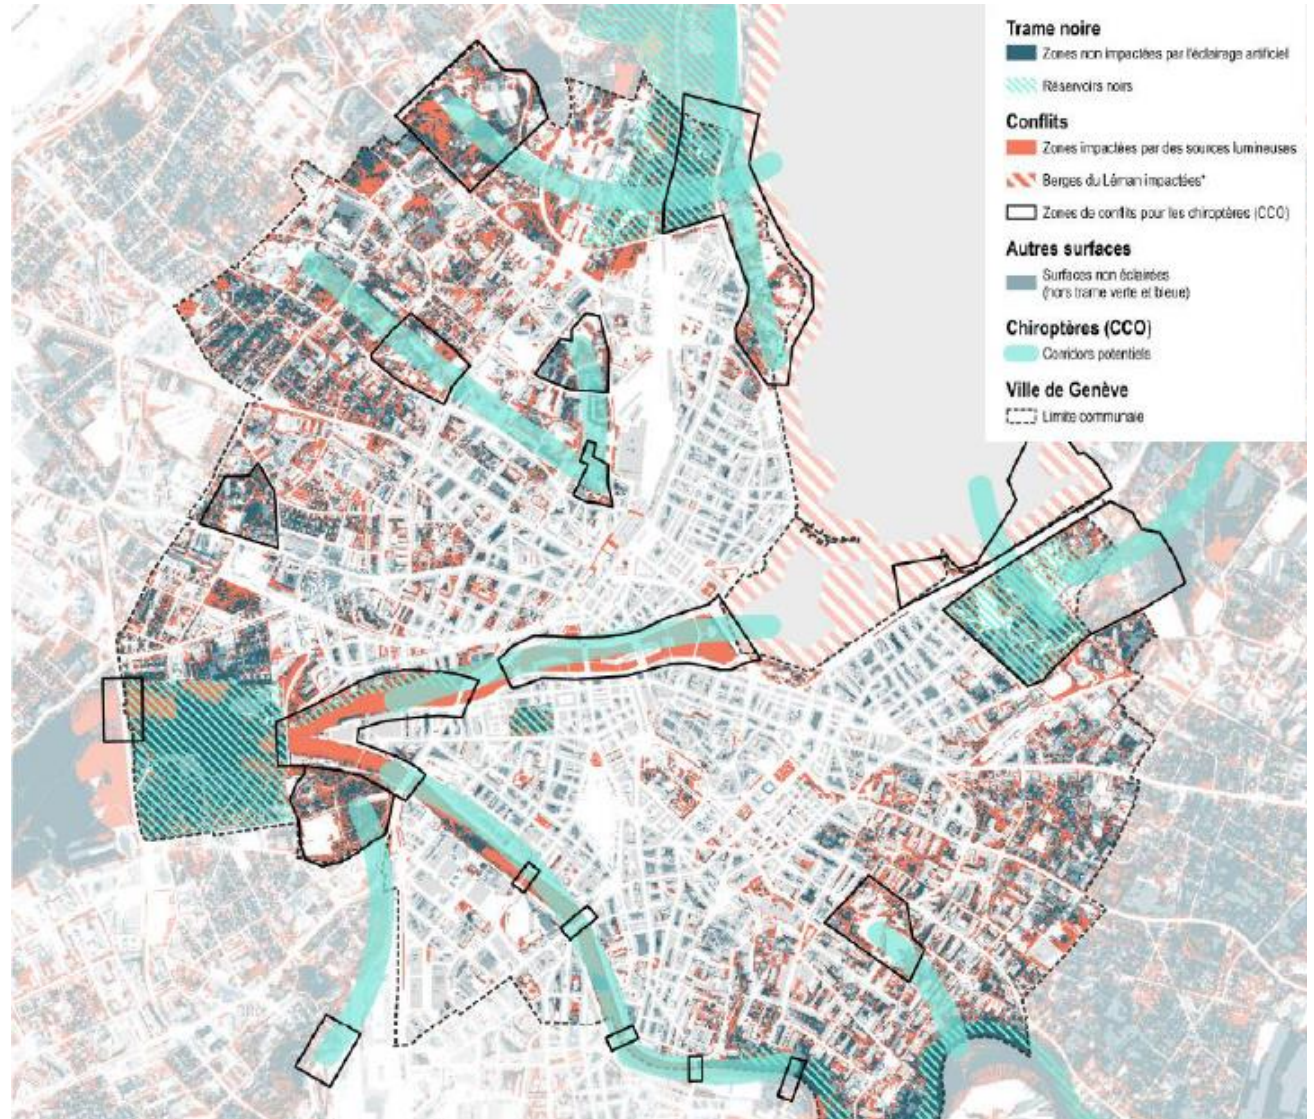 Trame noire
Zones non impactées par l'éclairage artificiel
Réservoirs noirs
Conflits
Zones impactées par des sources lumineuses
Berges du Léman impactées*
Zones de conflits pour les chiroptères (CCO)
Autres surfaces
Surfaces non éclairées
(hors trame verte et bleue)
Chiroptères (CCO)
Corridors potentiels
Ville de Genève
Limite communale